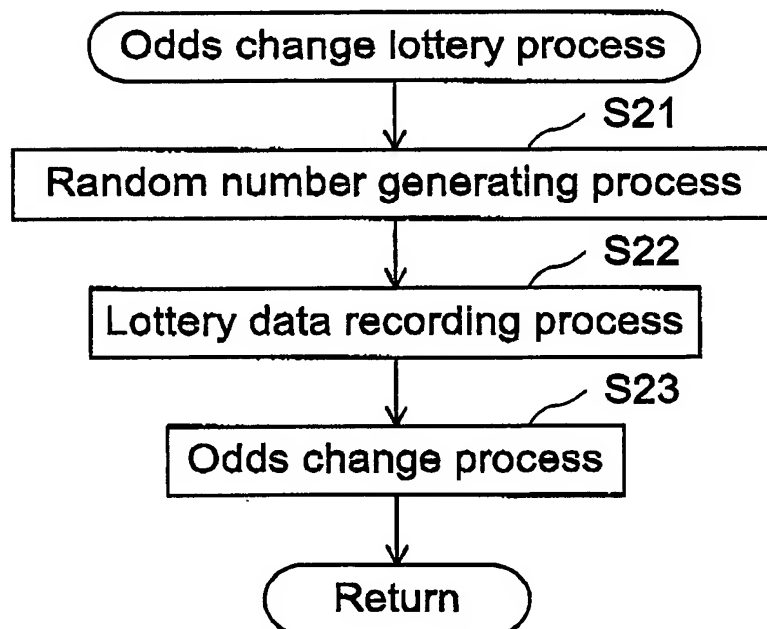 Odds change lottery process
S21
Random number generating process
S22
Lottery data recording process
S23
Odds change process
Return